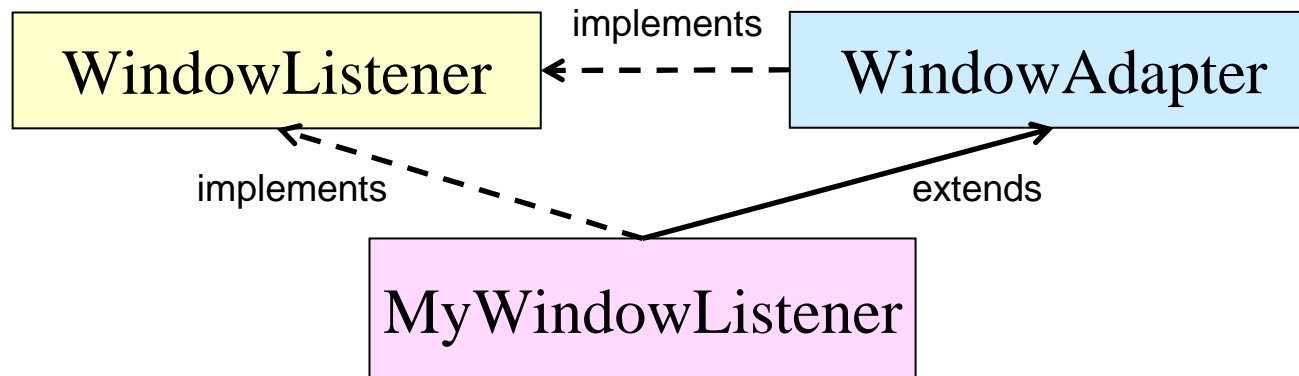 implements
WindowListener
WindowAdapter
implements
extends
MyWindowListener